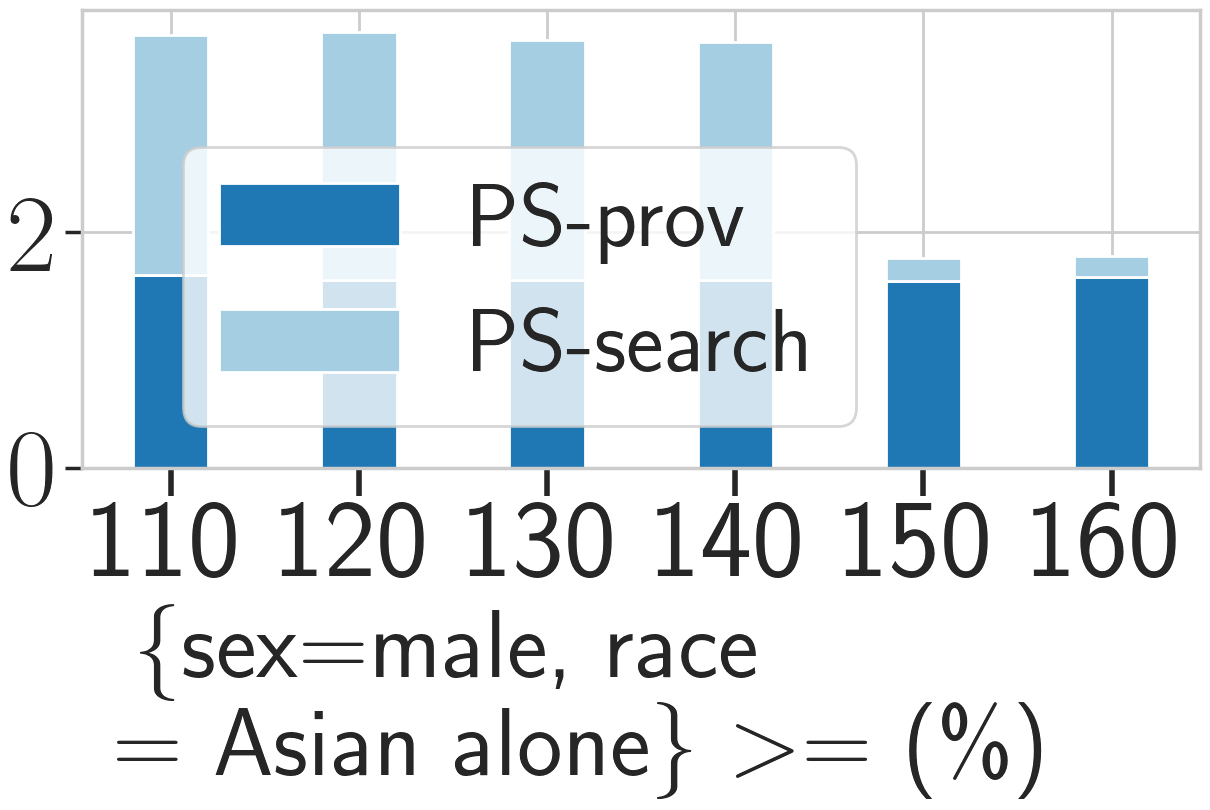 2
0
PS-prov
PS-search
110 120 130 140 150 160
{sex=male, race
= Asian alone} >= (%)